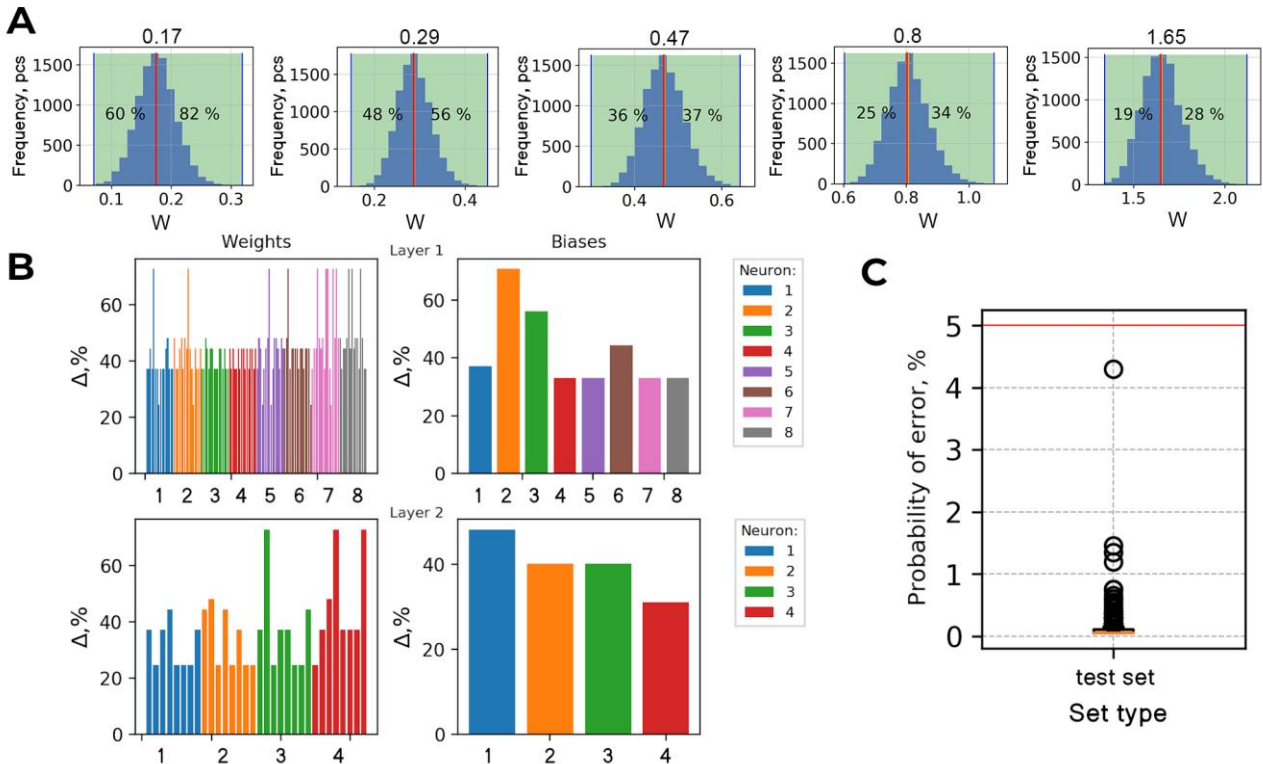 A
0.17 0.29 0.47 0.8 1.65
Frequency, pcs
1500
1000
500
0
60 % 82 %
0.1 0.2 0.3
W
Frequency, pcs
1500
1000
500
0
48 % 56 %
0.2 0.4
W
Frequency, pcs
1500
1000
500
0
36 % 37 %
0.4 0.6
W
Frequency, pcs
1500
1000
500
0
25 % 34 %
0.6 0.8 1.0
W
Frequency, pcs
1500
1000
500
0
19 % 28 %
1.5 2.0
W
B
Weights
Layer 1
Biases
Δ,%
60
40
20
0
1 2 3 4 5 6 7 8
Δ,%
60
40
20
0
1 2 3 4 5 6 7 8
Neuron:
1
2
3
4
5
6
7
8
Layer 2
Δ,%
60
40
20
0
1 2 3 4
Δ,%
40
20
0
1 2 3 4
Neuron:
1
2
3
4
C
Probability of error, %
5
4
3
2
1
0
test set
Set type